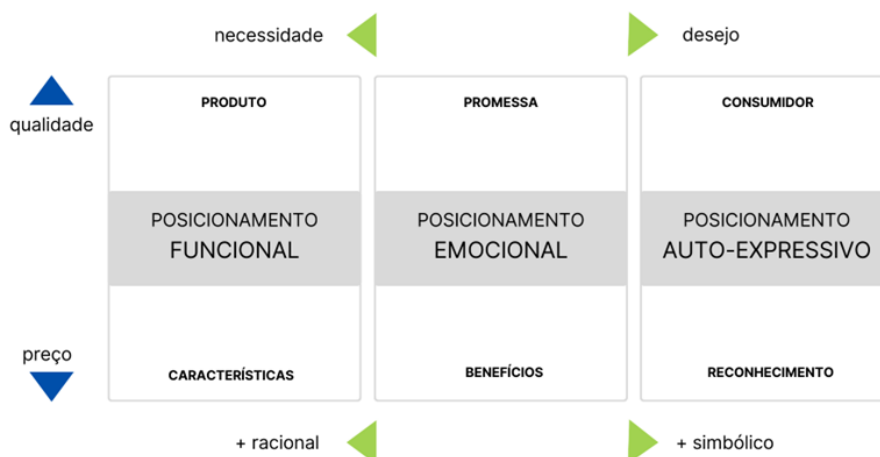 necessidade
desejo
qualidade
PRODUTO
PROMESSA
CONSUMIDOR
POSICIONAMENTO
FUNCIONAL
POSICIONAMENTO
EMOCIONAL
POSICIONAMENTO
AUTO-EXPRESSIVO
preço
CARACTERÍSTICAS
BENEFÍCIOS
RECONHECIMENTO
+ racional
+ simbólico